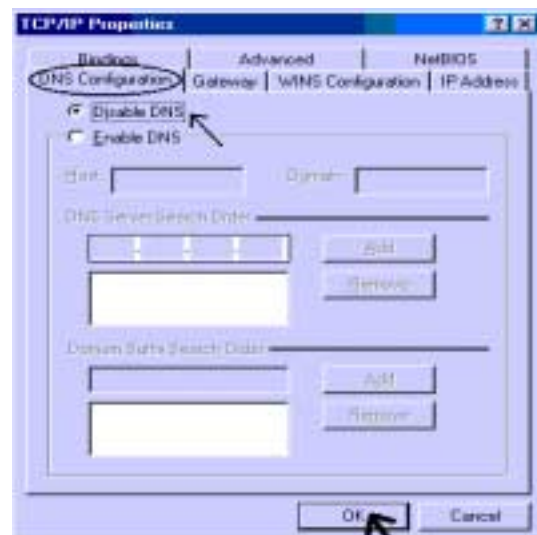 TCP/IP Properties
Bindings Advanced NetBIOS
DNS Configuration Gateway WINS Configuration IP Address
Disable DNS
Enable DNS
Host: Domain:
DNS Server Search Order
Add
Remove
Domain Suffix Search Order
Add
Remove
OK Cancel